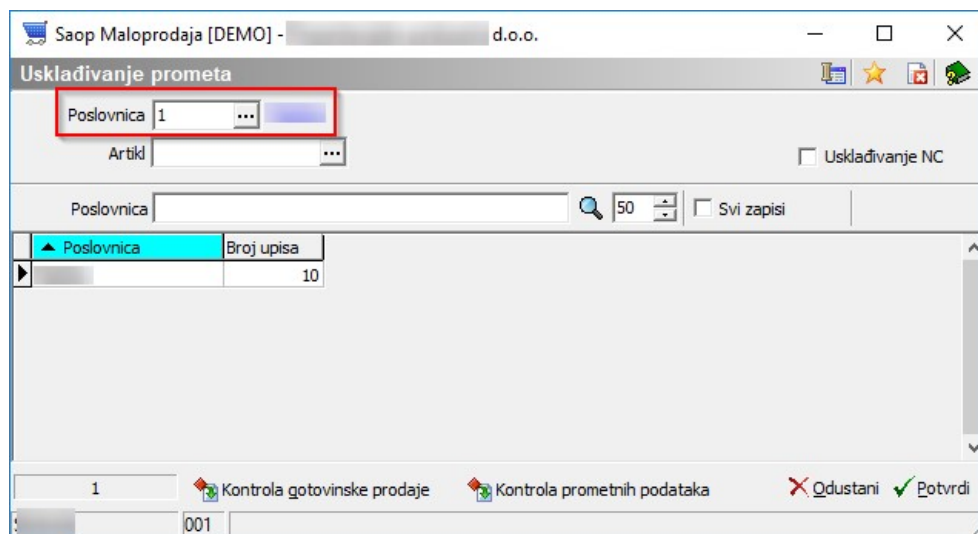 Saop Maloprodaja [DEMO] - d.o.o.
Usklađivanje prometa
Poslovnica 1 ...
Artikl ...
Usklađivanje NC
Poslovnica 50 Svi zapisi
Poslovnica Broj upisa
10
1 Kontrola gotovinske prodaje Kontrola prometnih podataka Odustani Potvrdi
001